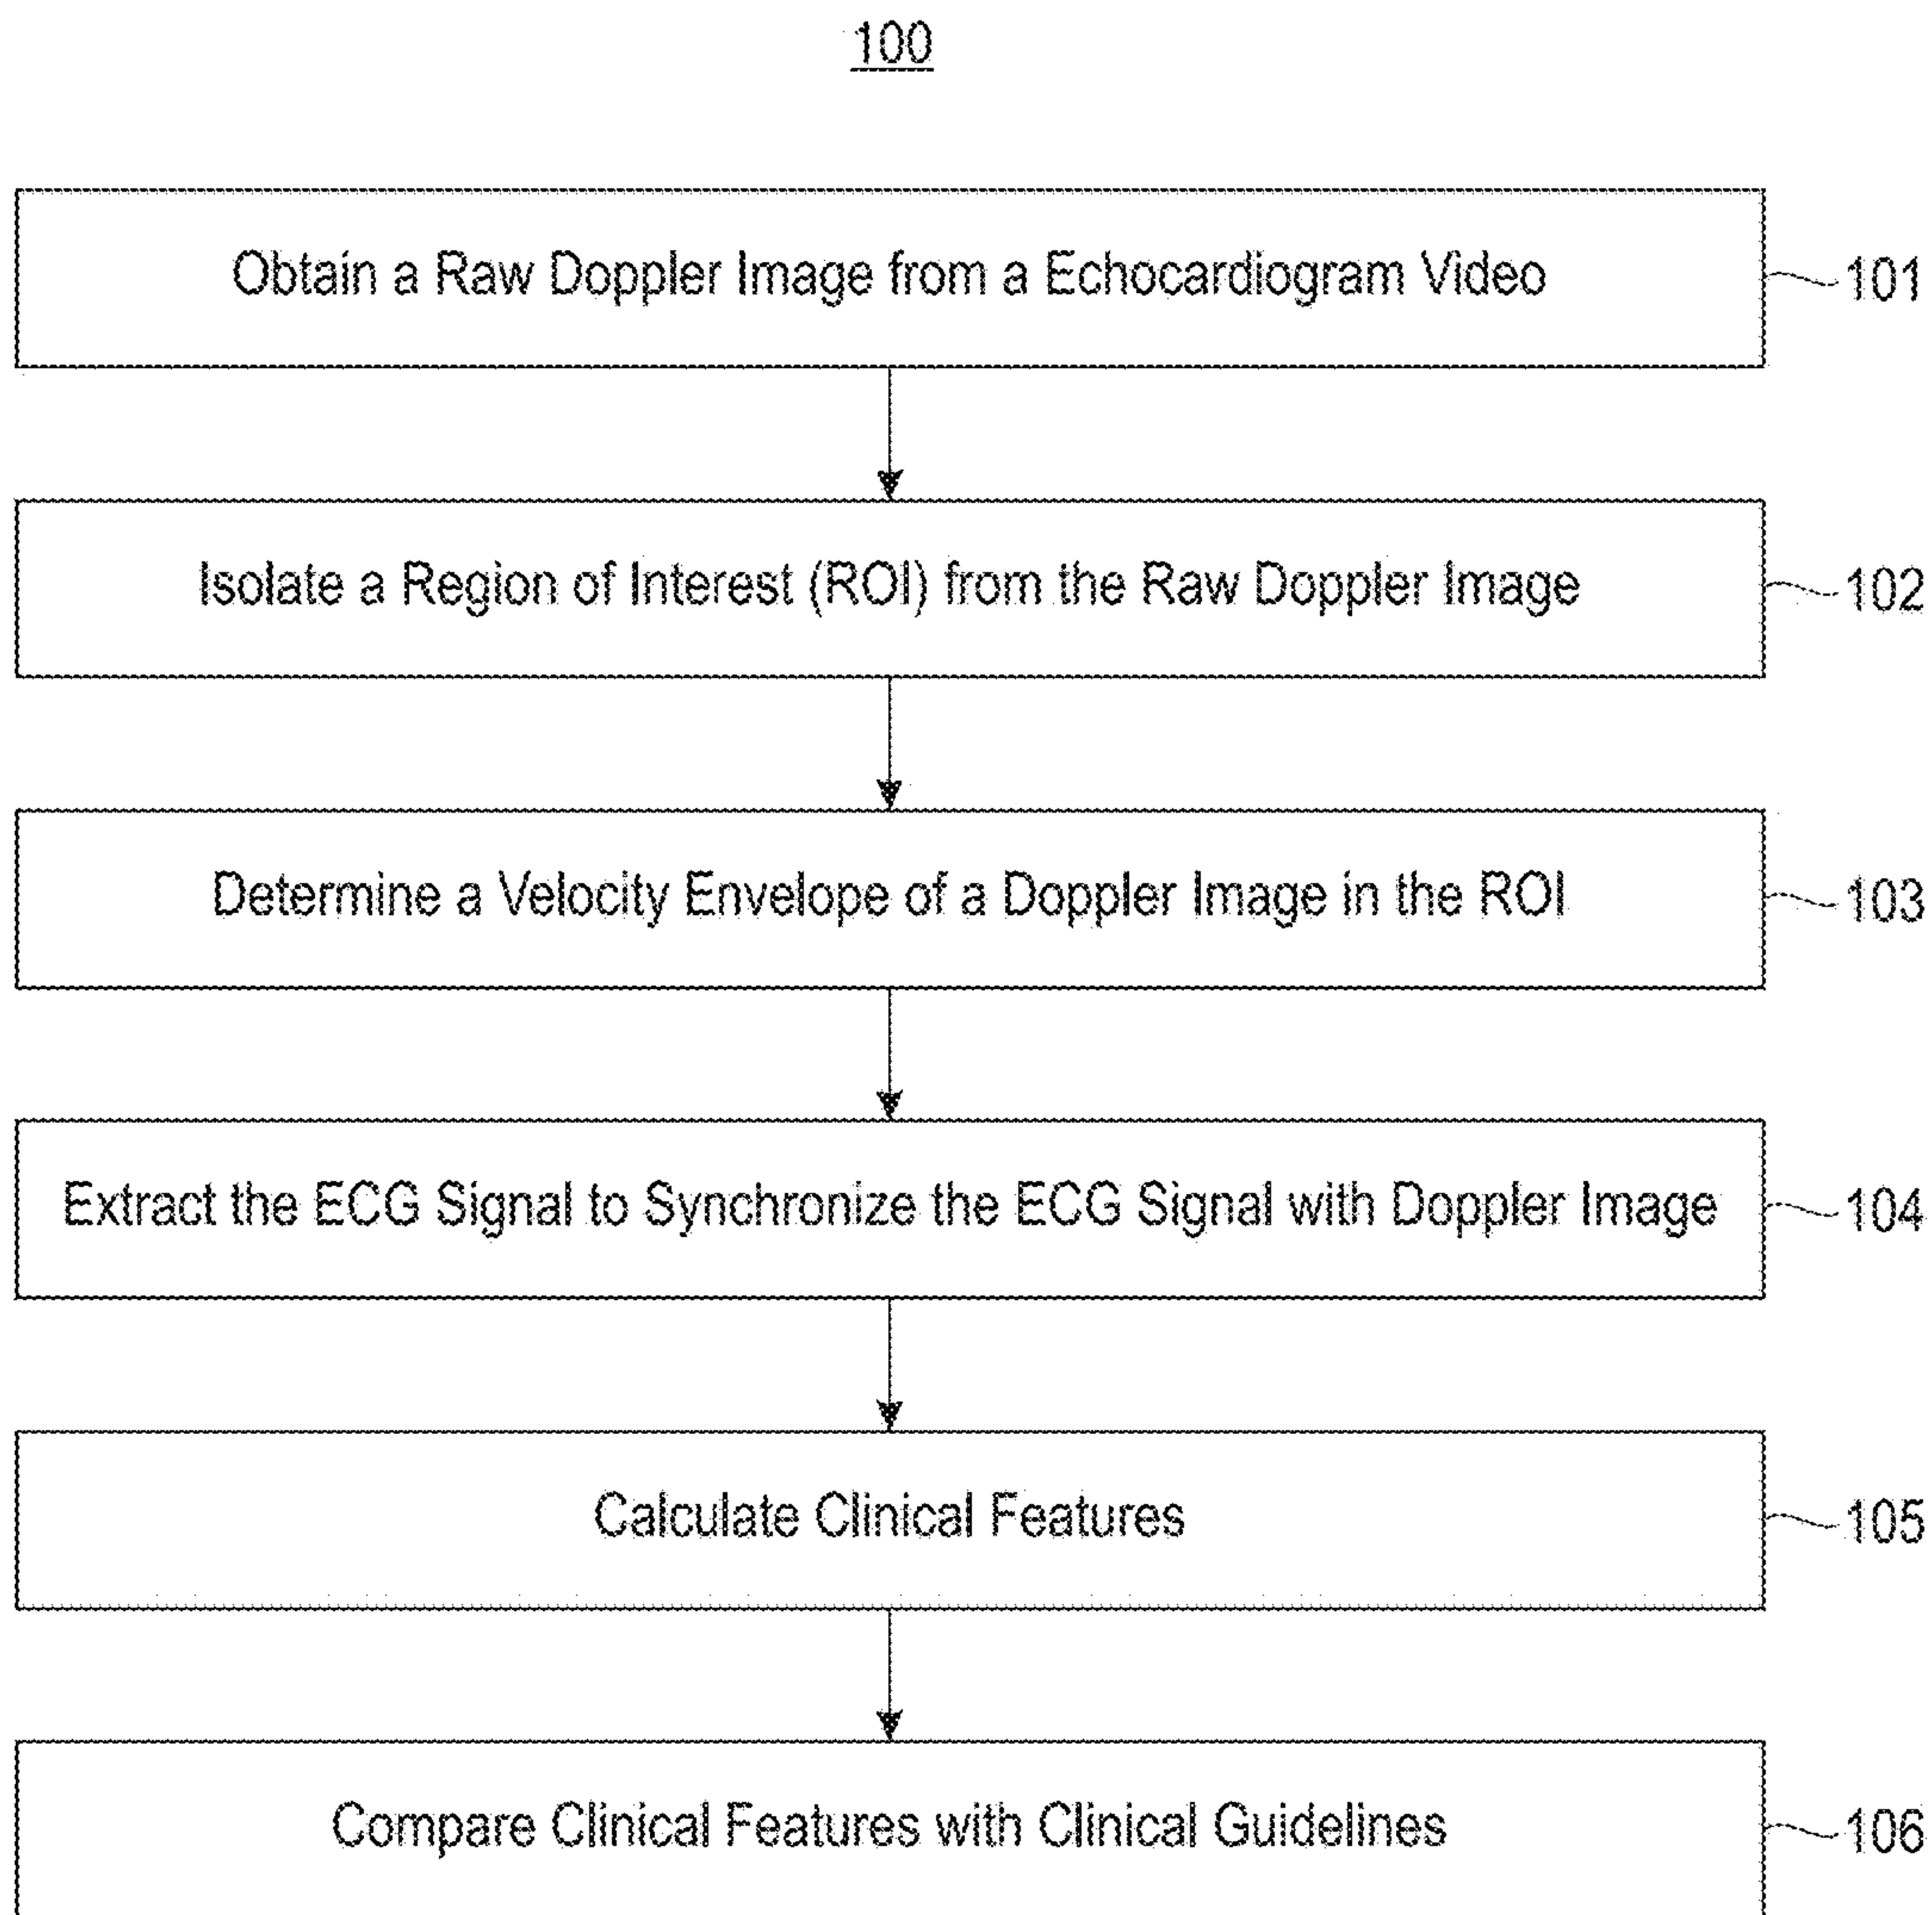 100
Obtain a Raw Doppler Image from a Echocardiogram Video
101
Isolate a Region of Interest (ROI) from the Raw Doppler Image
102
Determine a Velocity Envelope of a Doppler Image in the ROI
103
Extract the ECG Signal to Synchronize the ECG Signal with Doppler Image
104
Calculate Clinical Features
105
Compare Clinical Features with Clinical Guidelines
106